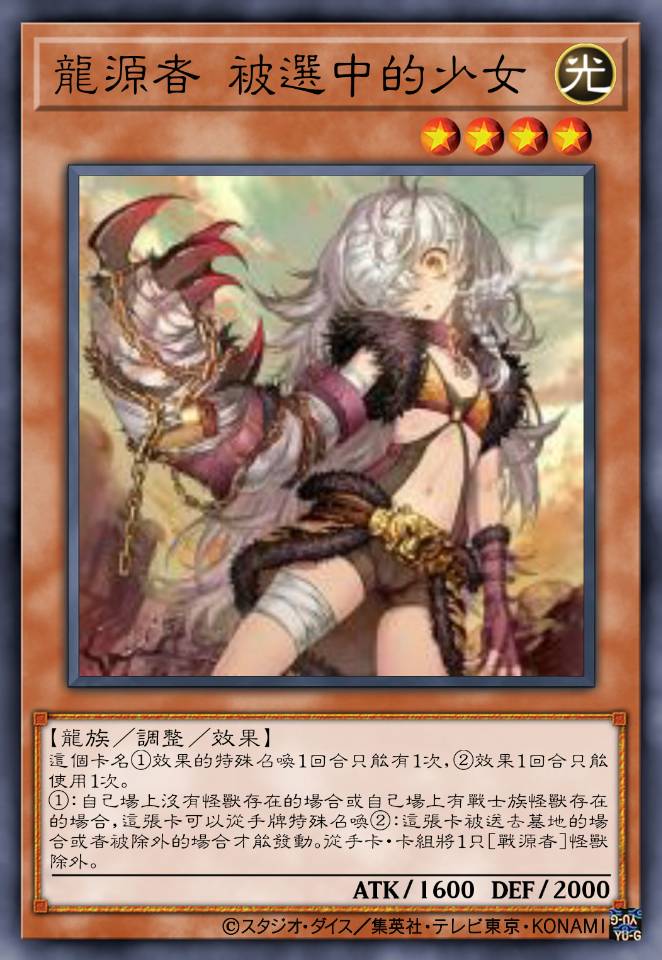 龍源者 被選中的少女 光
【龍族／調整／效果】
這個卡名①效果的特殊召喚1回合只能有1次,②效果1回合只能
使用1次。
①:自己場上沒有怪獸存在的場合或自己場上有戰士族怪獸存在
的場合,這張卡可以從手牌特殊召喚②:這張卡被送去墓地的場
合或者被除外的場合才能發動。從手卡・卡組將1只[戰源者]怪獸
除外。
ATK/1600 DEF/2000
©スタジオ・ダイス／集英社・テレビ東京・KONAMI